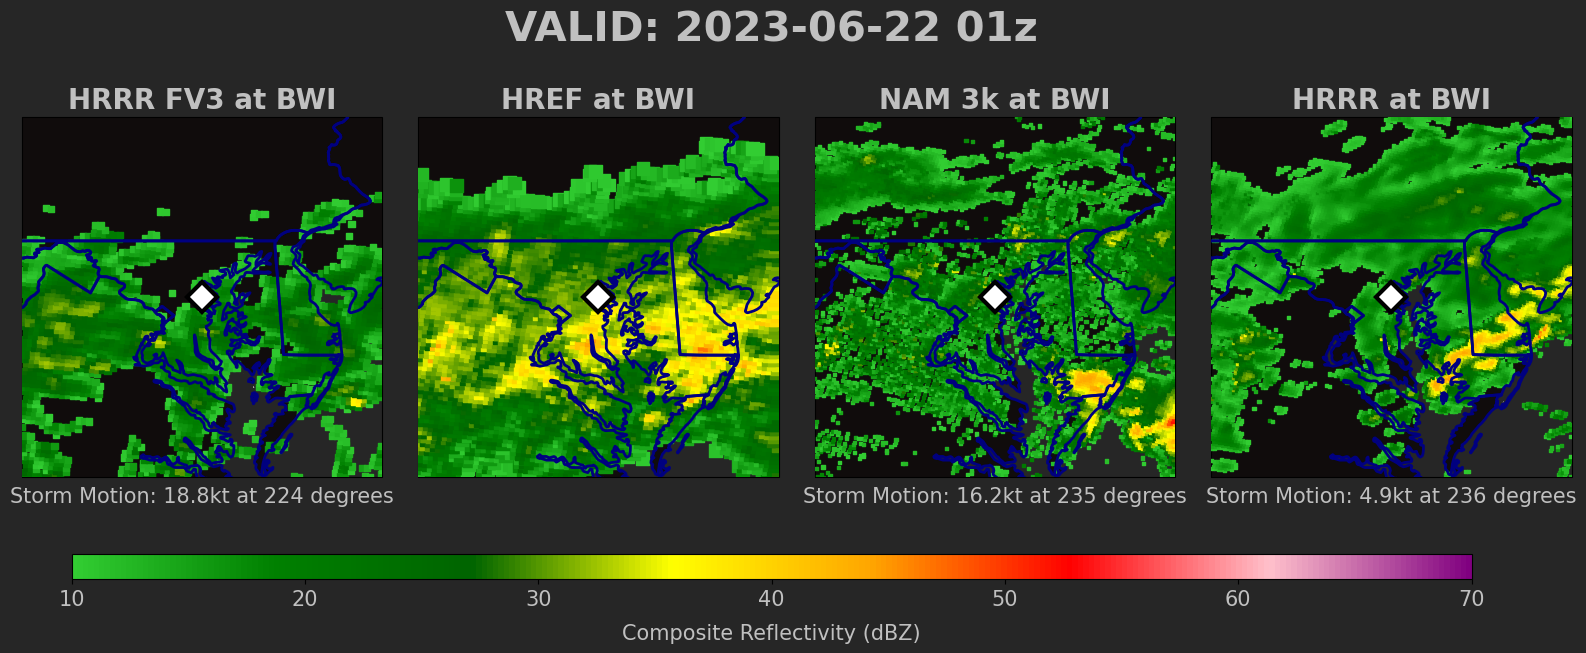 VALID: 2023-06-22 01z
HRRR FV3 at BWI
HREF at BWI
NAM 3k at BWI
HRRR at BWI
Storm Motion: 18.8kt at 224 degrees
Storm Motion: 16.2kt at 235 degrees
Storm Motion: 4.9kt at 236 degrees
10 20 30 40 50 60 70
Composite Reflectivity (dBZ)